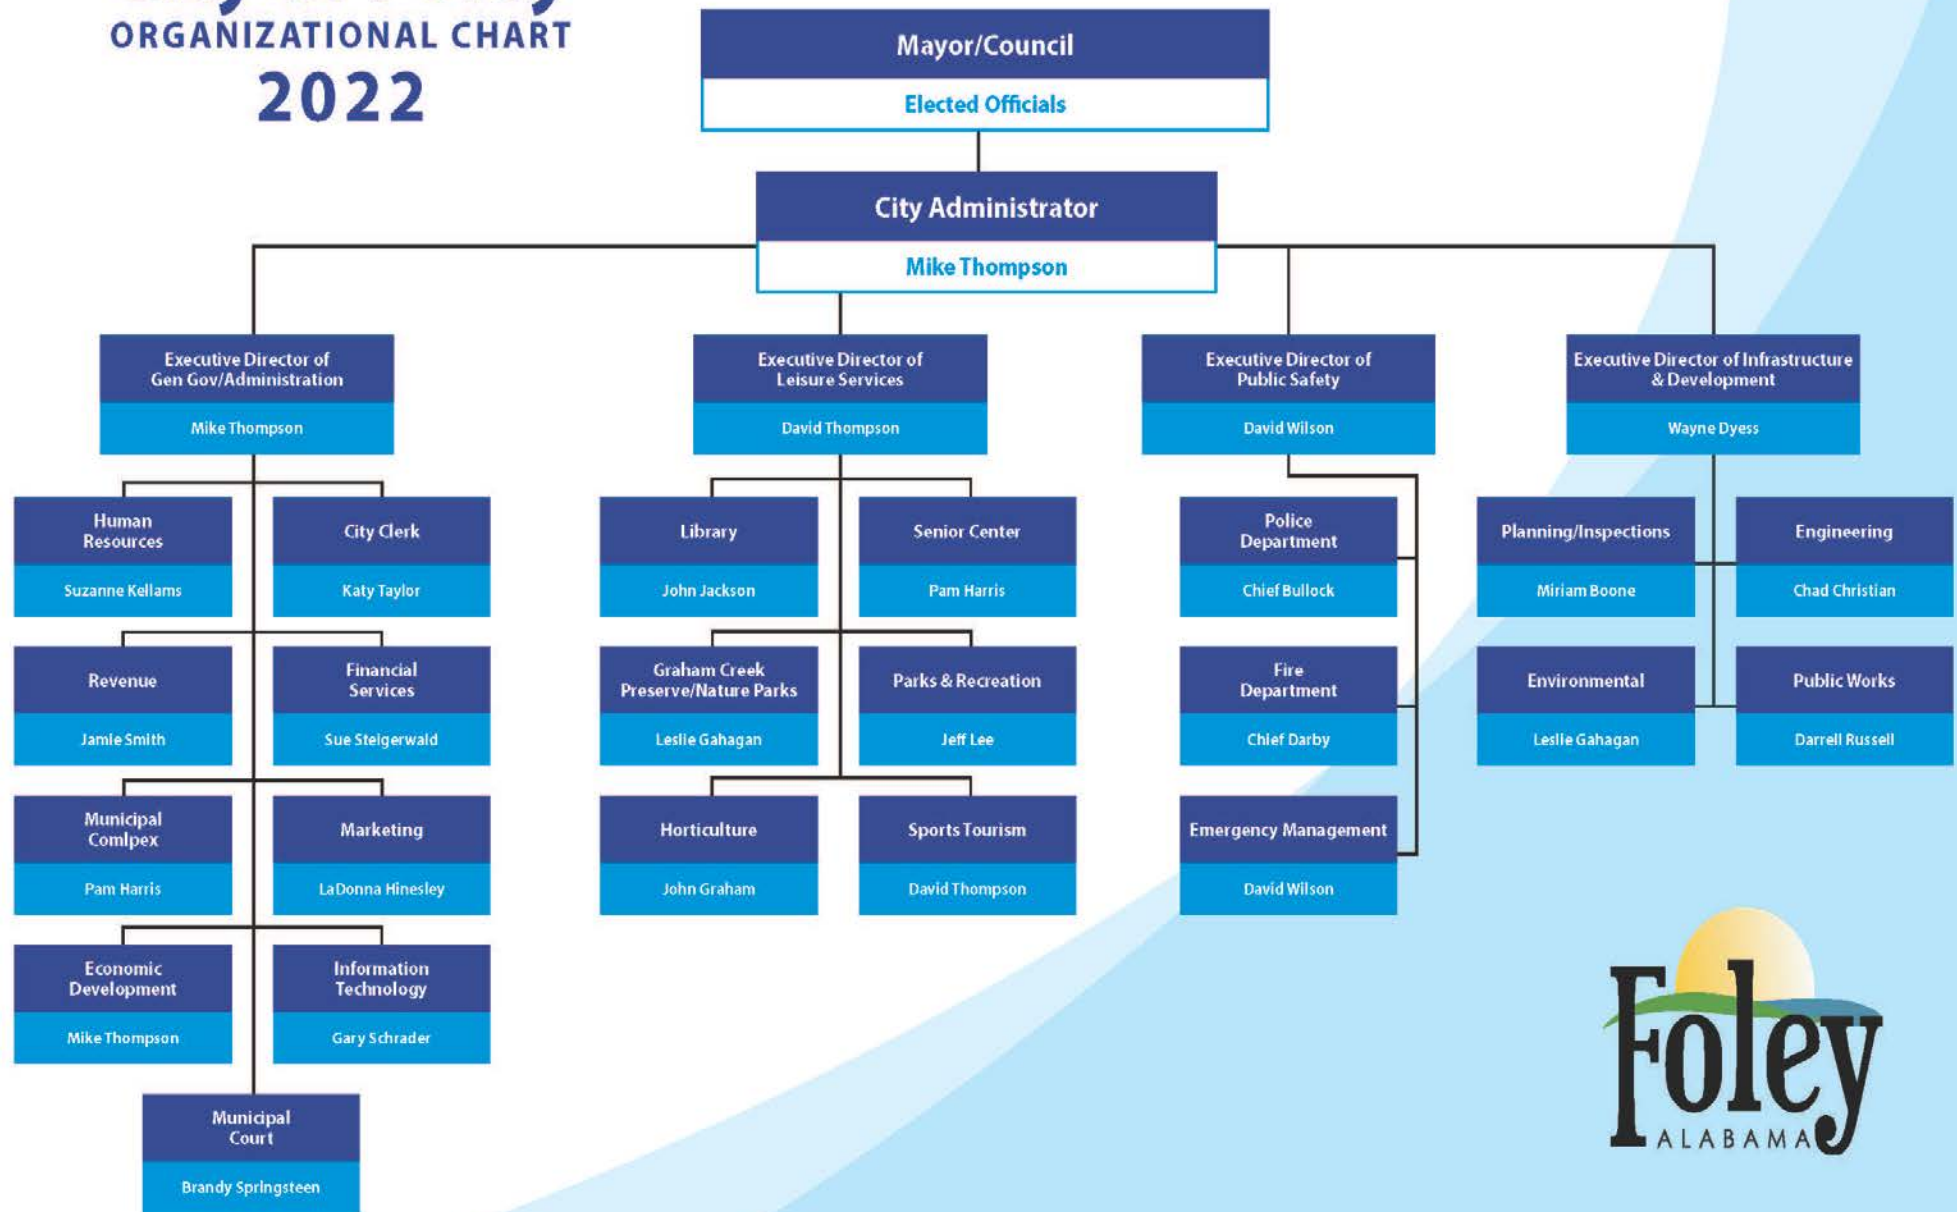 ORGANIZATIONAL CHART
2022
Mayor/Council
Elected Officials
City Administrator
Mike Thompson
Executive Director of
Gen Gov/Administration
Mike Thompson
Executive Director of
Leisure Services
David Thompson
Executive Director of
Public Safety
David Wilson
Executive Director of Infrastructure
& Development
Wayne Dyess
Human
Resources
Suzanne Kellams
City Clerk
Katy Taylor
Library
John Jackson
Senior Center
Pam Harris
Police
Department
Chief Bullock
Planning/Inspections
Miriam Boone
Engineering
Chad Christian
Revenue
Jamie Smith
Financial
Services
Sue Steigerwald
Graham Creek
Preserve/Nature Parks
Leslie Gahagan
Parks & Recreation
Jeff Lee
Fire
Department
Chief Darby
Environmental
Leslie Gahagan
Public Works
Darrell Russell
Municipal
Comlpex
Pam Harris
Marketing
LaDonna Hinesley
Horticulture
John Graham
Sports Tourism
David Thompson
Emergency Management
David Wilson
Economic
Development
Mike Thompson
Information
Technology
Gary Schrader
Municipal
Court
Brandy Springsteen
Foley
ALABAMA